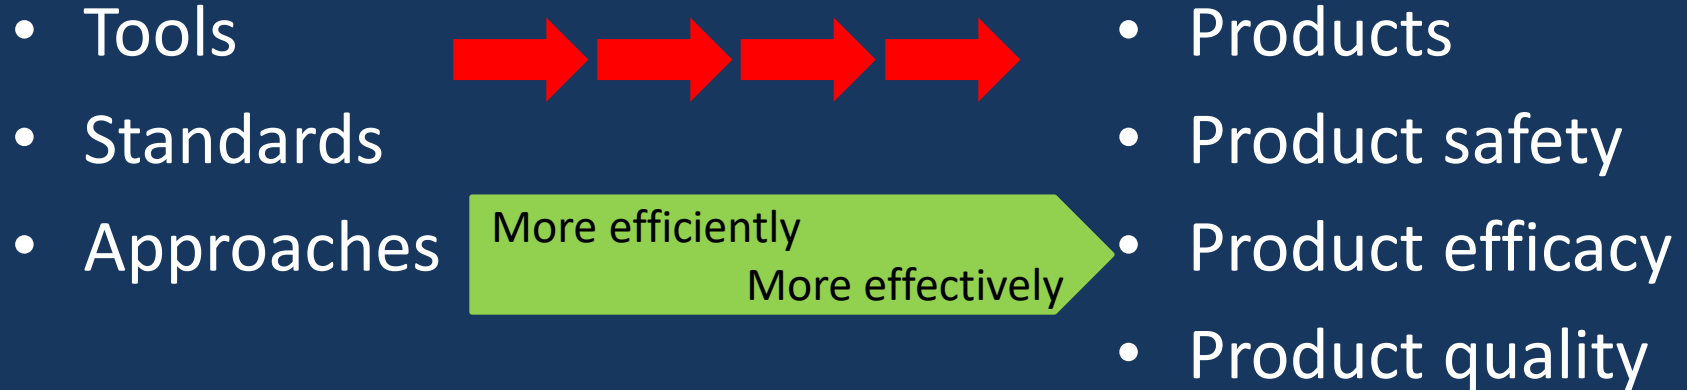 • Tools
• Standards
• Approaches
More efficiently
More effectively
• Products
• Product safety
• Product efficacy
• Product quality